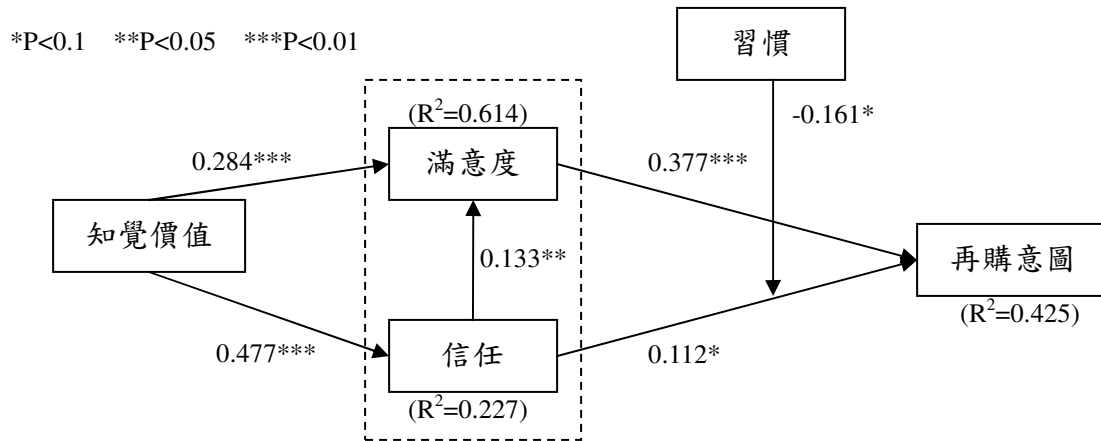 *P<0.1 **P<0.05 ***P<0.01
習慣
-0.161*
(R²=0.614)
滿意度
0.284***
0.377***
知覺價值
0.133**
再購意圖
(R²=0.425)
信任
0.477***
0.112*
(R²=0.227)